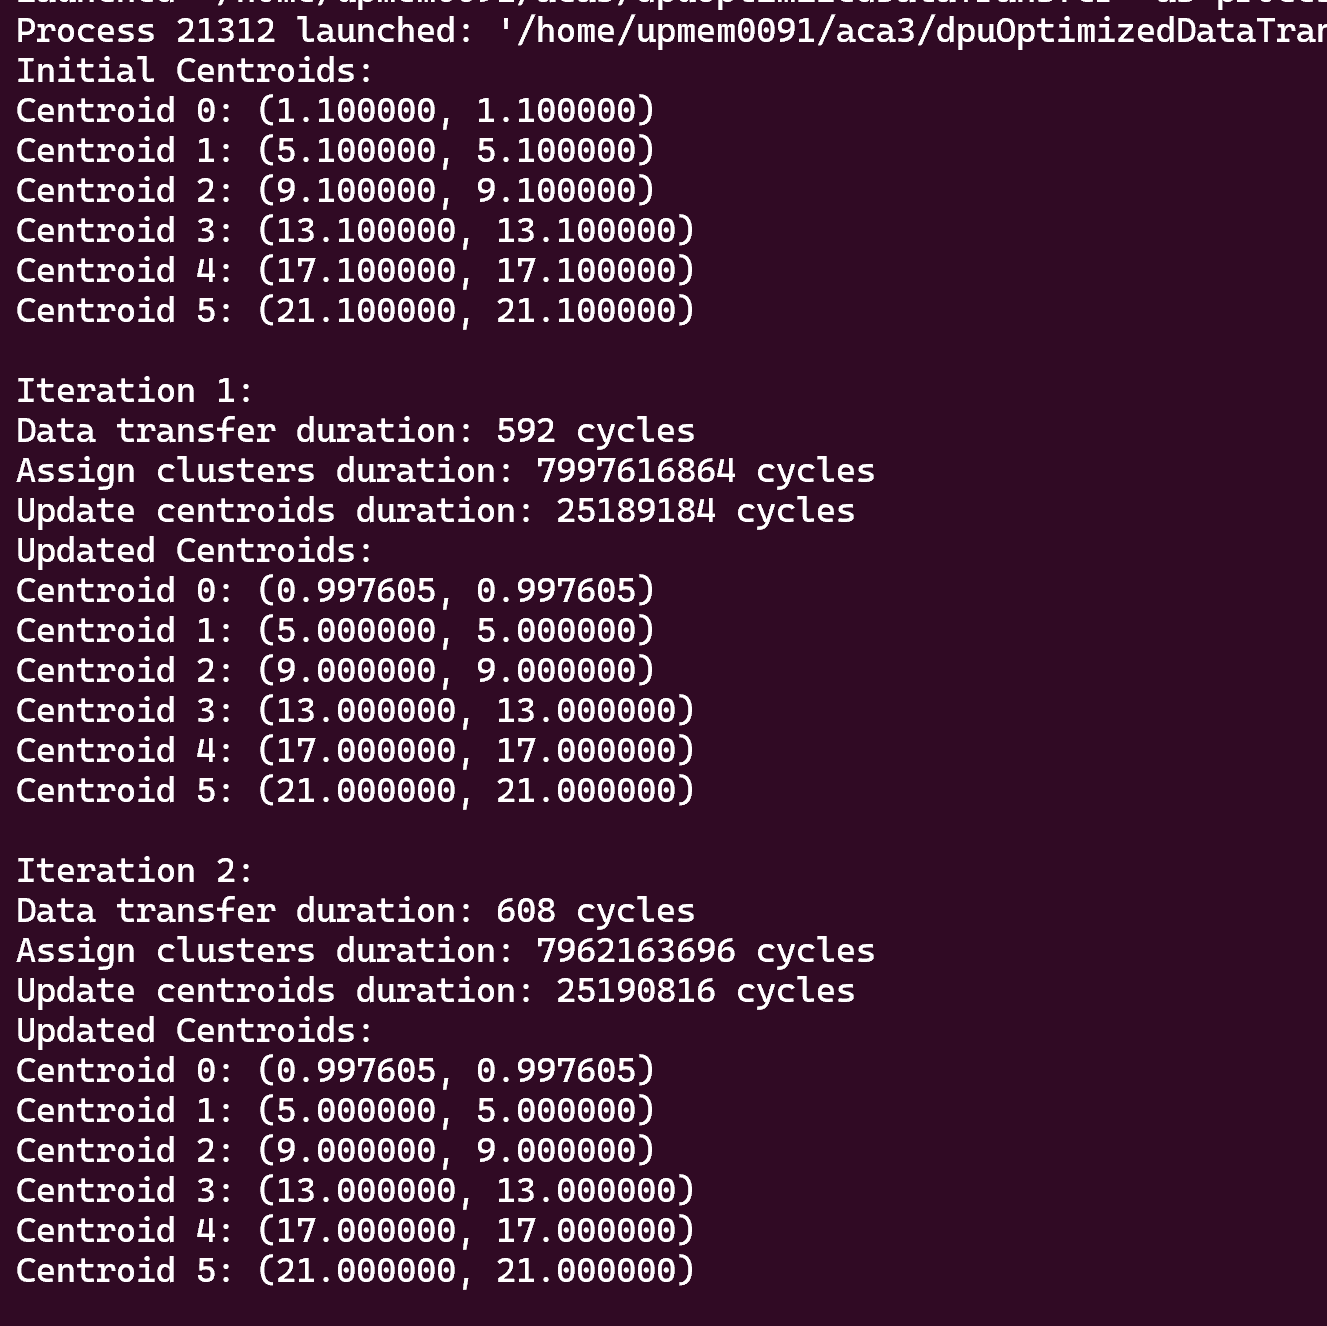 Process 21312 launched: '/home/upmem0091/aca3/dpuOptimizedDataTran
Initial Centroids:
Centroid 0: (1.100000, 1.100000)
Centroid 1: (5.100000, 5.100000)
Centroid 2: (9.100000, 9.100000)
Centroid 3: (13.100000, 13.100000)
Centroid 4: (17.100000, 17.100000)
Centroid 5: (21.100000, 21.100000)
Iteration 1:
Data transfer duration: 592 cycles
Assign clusters duration: 7997616864 cycles
Update centroids duration: 25189184 cycles
Updated Centroids:
Centroid 0: (0.997605, 0.997605)
Centroid 1: (5.000000, 5.000000)
Centroid 2: (9.000000, 9.000000)
Centroid 3: (13.000000, 13.000000)
Centroid 4: (17.000000, 17.000000)
Centroid 5: (21.000000, 21.000000)
Iteration 2:
Data transfer duration: 608 cycles
Assign clusters duration: 7962163696 cycles
Update centroids duration: 25190816 cycles
Updated Centroids:
Centroid 0: (0.997605, 0.997605)
Centroid 1: (5.000000, 5.000000)
Centroid 2: (9.000000, 9.000000)
Centroid 3: (13.000000, 13.000000)
Centroid 4: (17.000000, 17.000000)
Centroid 5: (21.000000, 21.000000)